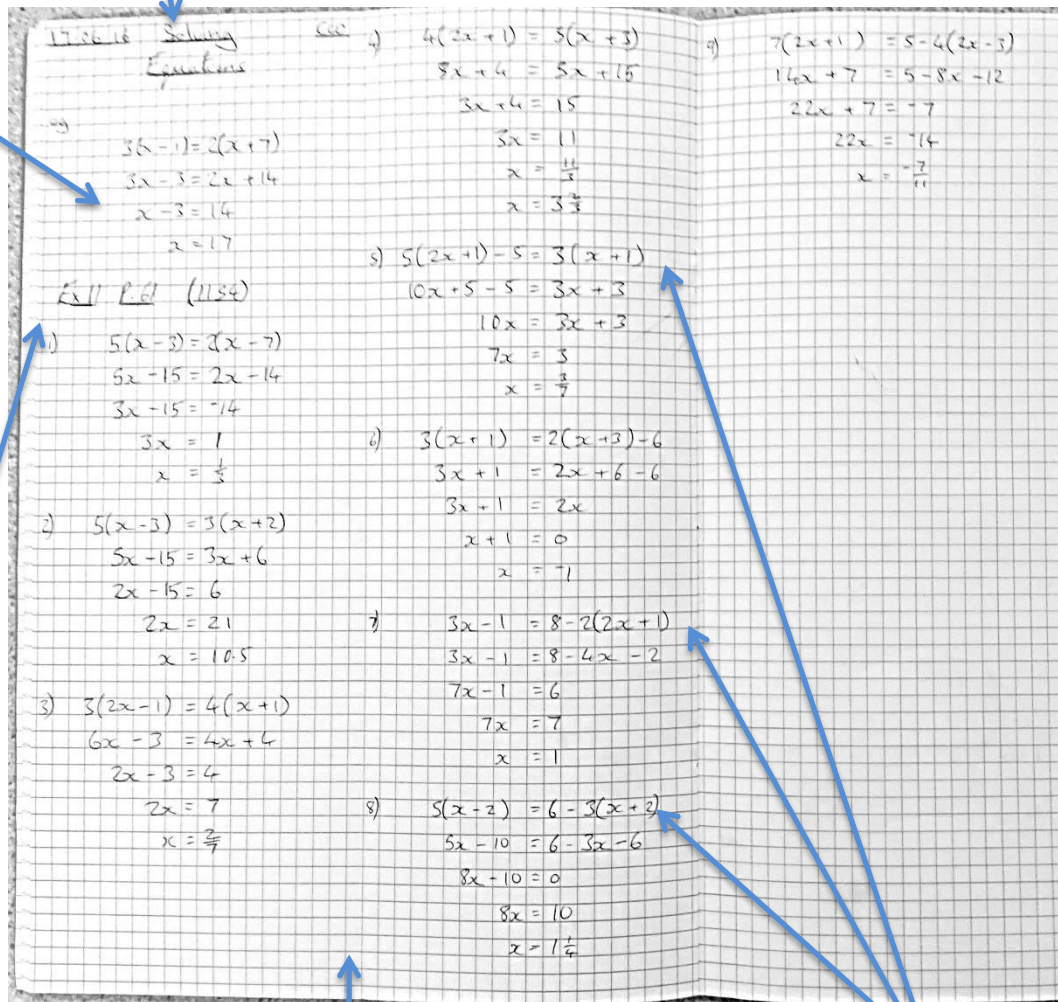 17.06.18 Solving
Equations
CW
eg)
3(x-1) = 2(x+7)
3x-3 = 2x+14
x-3 = 14
x = 17
Ex11 P.61 (1154)
1) 5(x-3) = 2(x-7)
5x-15 = 2x-14
3x-15 = -14
3x = 1
x = 1/3
2) 5(x-3) = 3(x+2)
5x-15 = 3x+6
2x-15 = 6
2x = 21
x = 10.5
3) 3(2x-1) = 4(x+1)
6x-3 = 4x+4
2x-3 = 4
2x = 7
x = 2/7
4) 4(2x+1) = 5(x+3)
8x+4 = 5x+15
3x+4 = 15
3x = 11
x = 11/3
x = 3 2/3
5) 5(2x+1)-5 = 3(x+1)
10x+5-5 = 3x+3
10x = 3x+3
7x = 3
x = 3/7
6) 3(x+1) = 2(x+3)-6
3x+1 = 2x+6-6
3x+1 = 2x
x+1 = 0
x = -1
7) 3x-1 = 8-2(2x+1)
3x-1 = 8-4x-2
7x-1 = 6
7x = 7
x = 1
8) 5(x-2) = 6-3(x+2)
5x-10 = 6-3x-6
8x-10 = 0
8x = 10
x = 1 1/4
9) 7(2x+1) = 5-4(2x-3)
14x+7 = 5-8x-12
22x+7 = -7
22x = -14
x = -7/11